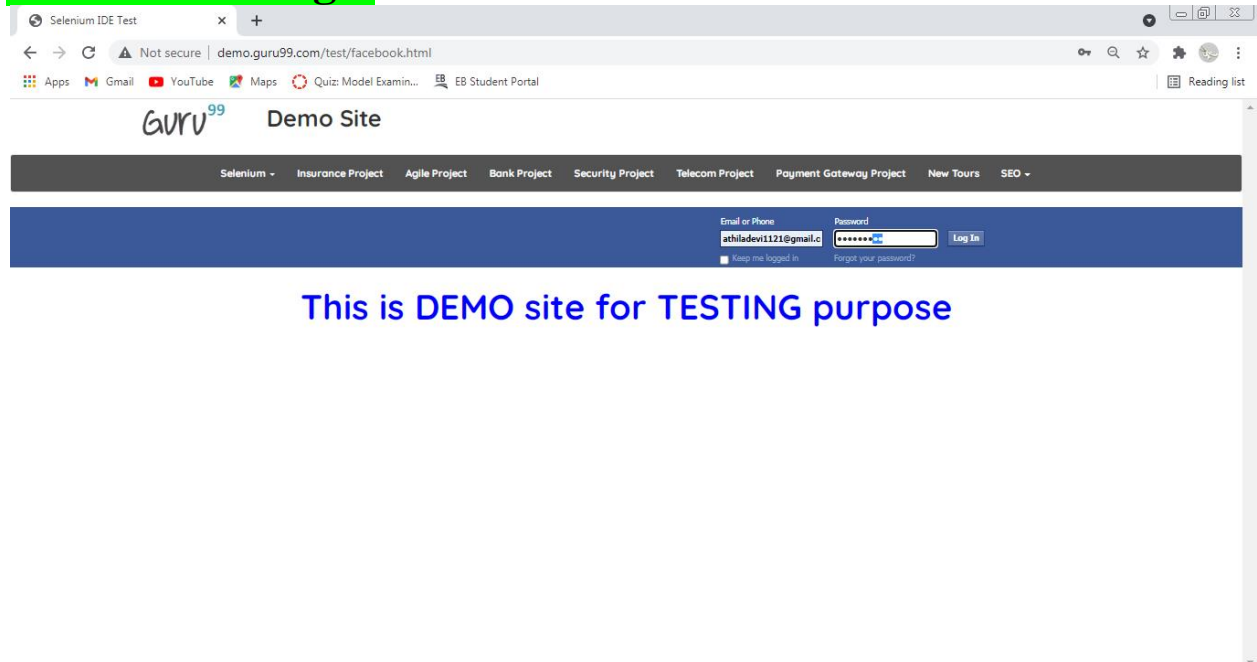 Selenium IDE Test
Not secure | demo.guru99.com/test/facebook.html
Apps Gmail YouTube Maps Quiz: Model Examin... EB EB Student Portal Reading list
Guru99 Demo Site
Selenium Insurance Project Agile Project Bank Project Security Project Telecom Project Payment Gateway Project New Tours SEO
Email or Phone Password
athiladevi1121@gmail.c ••••••••• Log In
Keep me logged in Forgot your password?
This is DEMO site for TESTING purpose